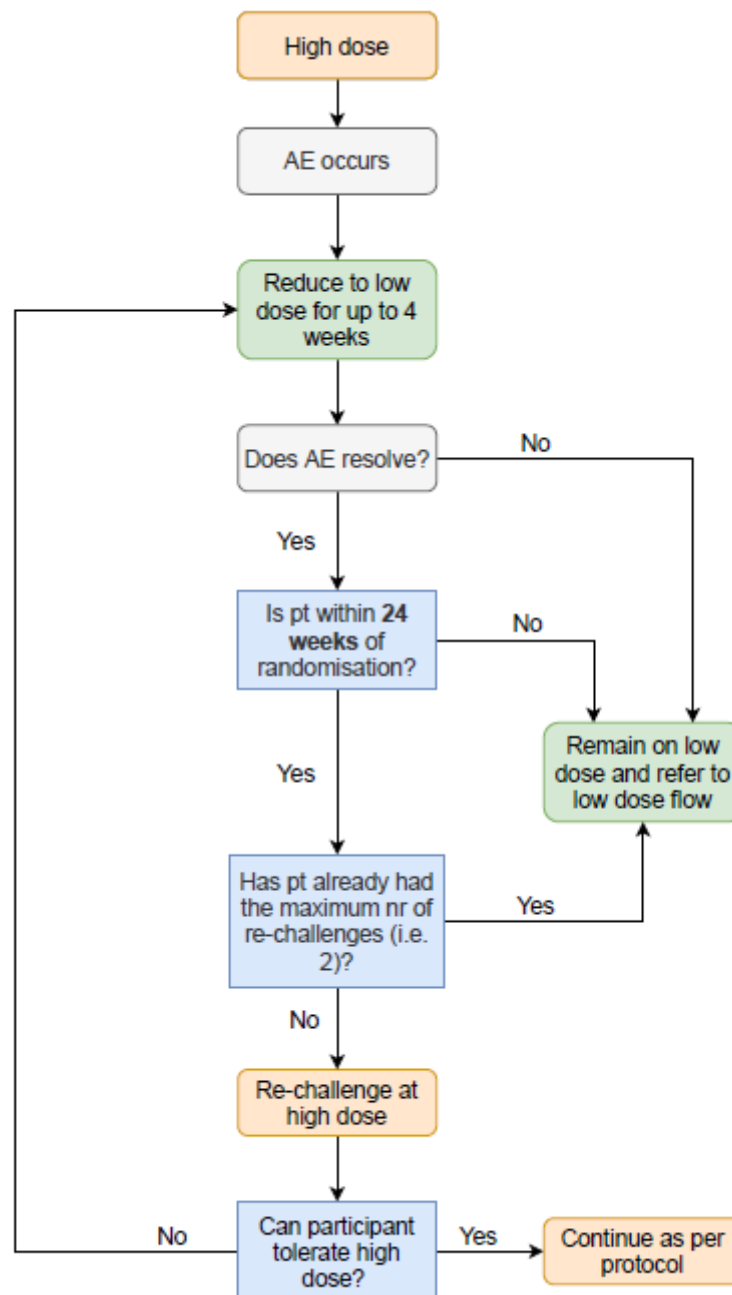 High dose
AE occurs
Reduce to low
dose for up to 4
weeks
Does AE resolve?
No
Yes
Is pt within 24
weeks of
randomisation?
No
Yes
Remain on low
dose and refer to
low dose flow
Has pt already had
the maximum nr of
re-challenges (i.e.
2)?
Yes
No
Re-challenge at
high dose
No
Can participant
tolerate high
dose?
Yes
Continue as per
protocol